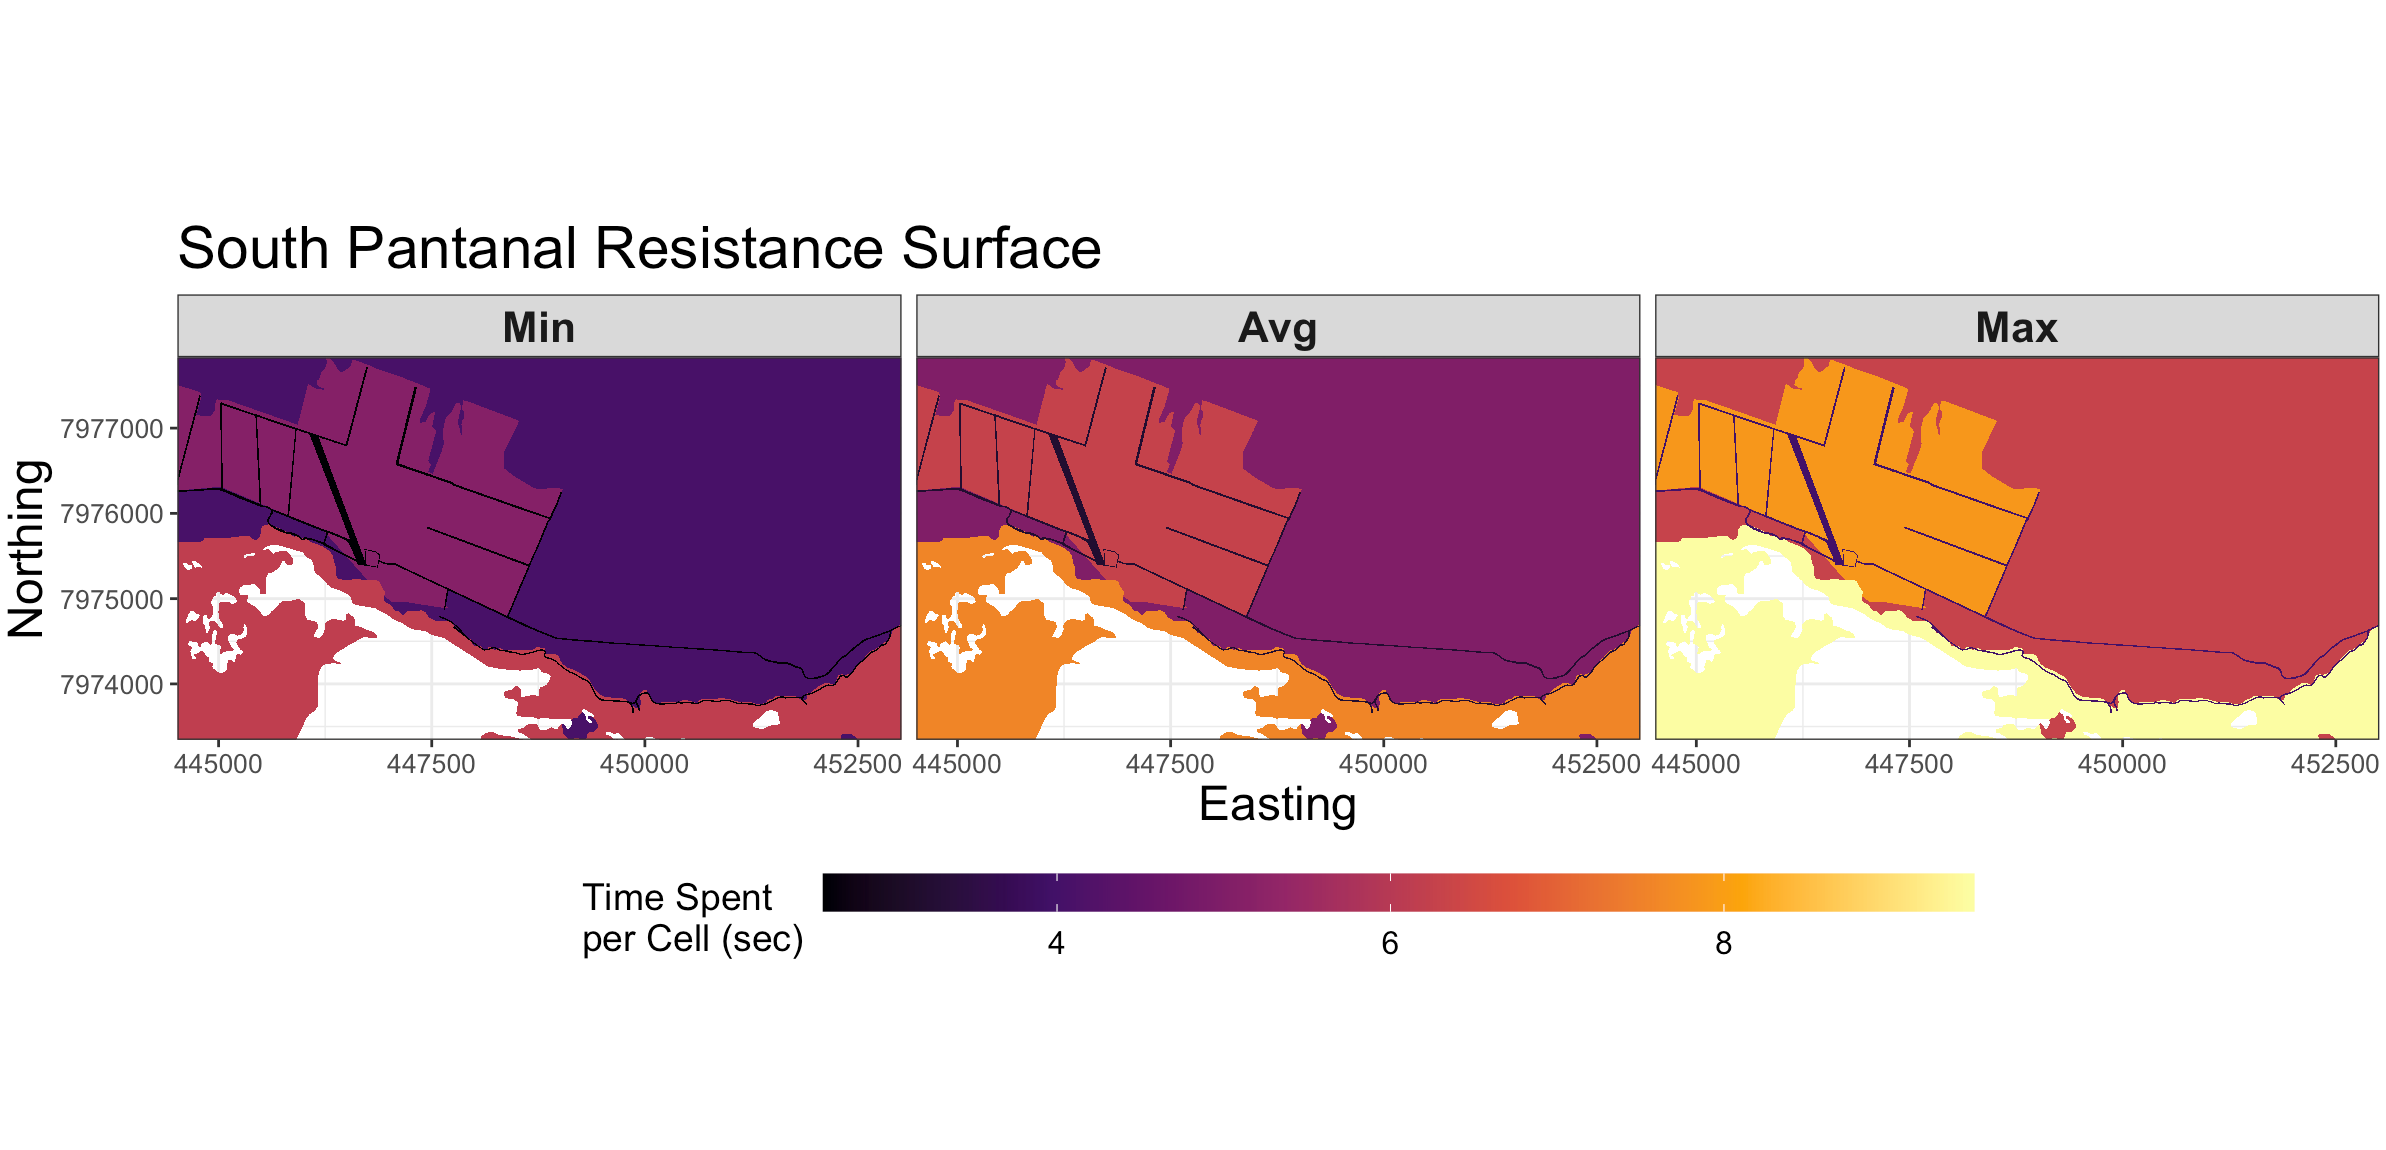 South Pantanal Resistance Surface
Min
Avg
Max
Northing
7977000
7976000
7975000
7974000
445000
447500
450000
452500
445000
447500
450000
452500
445000
447500
450000
452500
Easting
Time Spent
per Cell (sec)
4
6
8